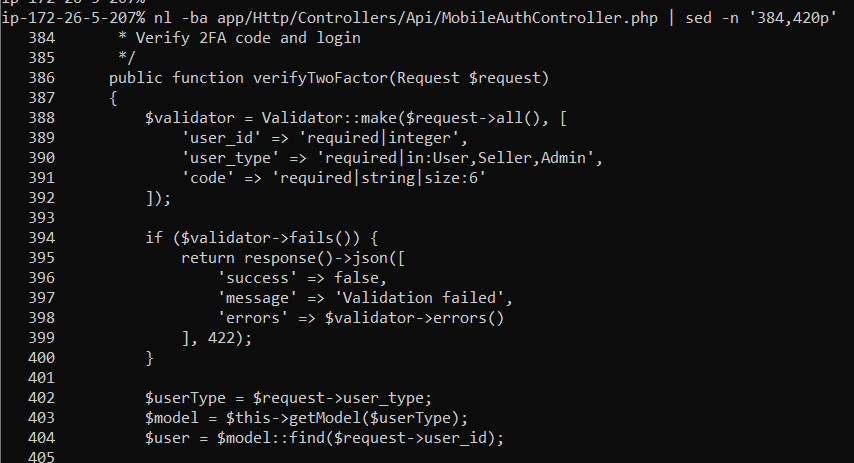 ip-172-26-5-207% nl -ba app/Http/Controllers/Api/MobileAuthController.php | sed -n '384,420p'
   384       * Verify 2FA code and login
   385       */
   386      public function verifyTwoFactor(Request $request)
   387      {
   388          $validator = Validator::make($request->all(), [
   389              'user_id' => 'required|integer',
   390              'user_type' => 'required|in:User,Seller,Admin',
   391              'code' => 'required|string|size:6'
   392          ]);
   393
   394          if ($validator->fails()) {
   395              return response()->json([
   396                  'success' => false,
   397                  'message' => 'Validation failed',
   398                  'errors' => $validator->errors()
   399              ], 422);
   400          }
   401
   402          $userType = $request->user_type;
   403          $model = $this->getModel($userType);
   404          $user = $model::find($request->user_id);
   405